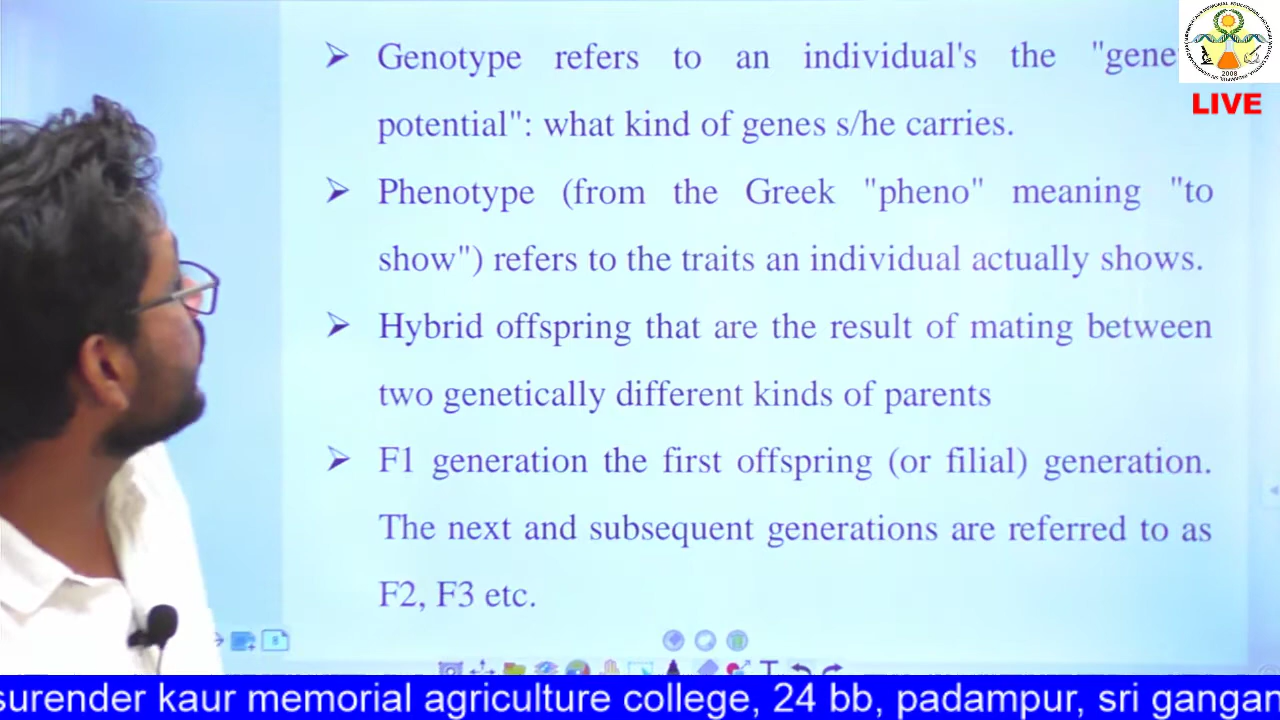 Genotype refers to an individual's the "gene
potential": what kind of genes s/he carries.
Phenotype (from the Greek "pheno" meaning "to
show") refers to the traits an individual actually shows.
Hybrid offspring that are the result of mating between
two genetically different kinds of parents
F1 generation the first offspring (or filial) generation.
The next and subsequent generations are referred to as
F2, F3 etc.
2008
LIVE
8
surender kaur memorial agriculture college, 24 bb, padampur, sri gangan